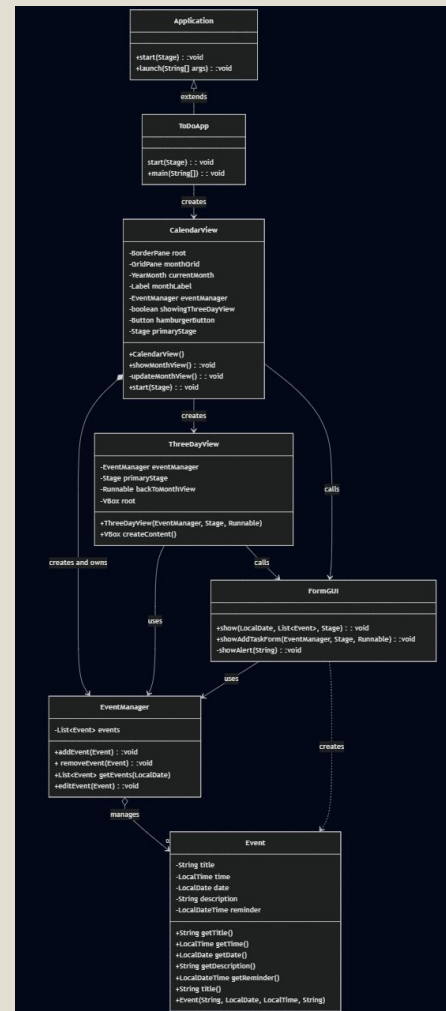 Application
+start(Stage) : :void
+launch(String[] args) : :void
extends
ToDoApp
start(Stage) : : void
+main(String[]) : : void
creates
CalendarView
-BorderPane root
-GridPane monthGrid
-YearMonth currentMonth
-Label monthLabel
-EventManager eventManager
-boolean showingThreeDayView
-Button hamburgerButton
-Stage primaryStage
+CalendarView()
+showMonthView() : :void
-updateMonthView() : : void
+start(Stage) : : void
creates
ThreeDayView
-EventManager eventManager
-Stage primaryStage
-Runnable backToMonthView
-VBox root
+ThreeDayView(EventManager, Stage, Runnable)
+VBox createContent()
calls
creates and owns
uses
calls
FormGUI
+show(LocalDate, List<Event>, Stage) : : void
+showAddTaskForm(EventManager, Stage, Runnable) : :void
-showAlert(String) : :void
uses
EventManager
-List<Event> events
+addEvent(Event) : :void
+ removeEvent(Event) : :void
+List<Event> getEvents(LocalDate)
+editEvent(Event) : :void
creates
manages
Event
-String title
-LocalTime time
-LocalDate date
-String description
-LocalDateTime reminder
+String getTitle()
+LocalTime getTime()
+LocalDate getDate()
+String getDescription()
+LocalDateTime getReminder()
+String title()
+Event(String, LocalDate, LocalTime, String)